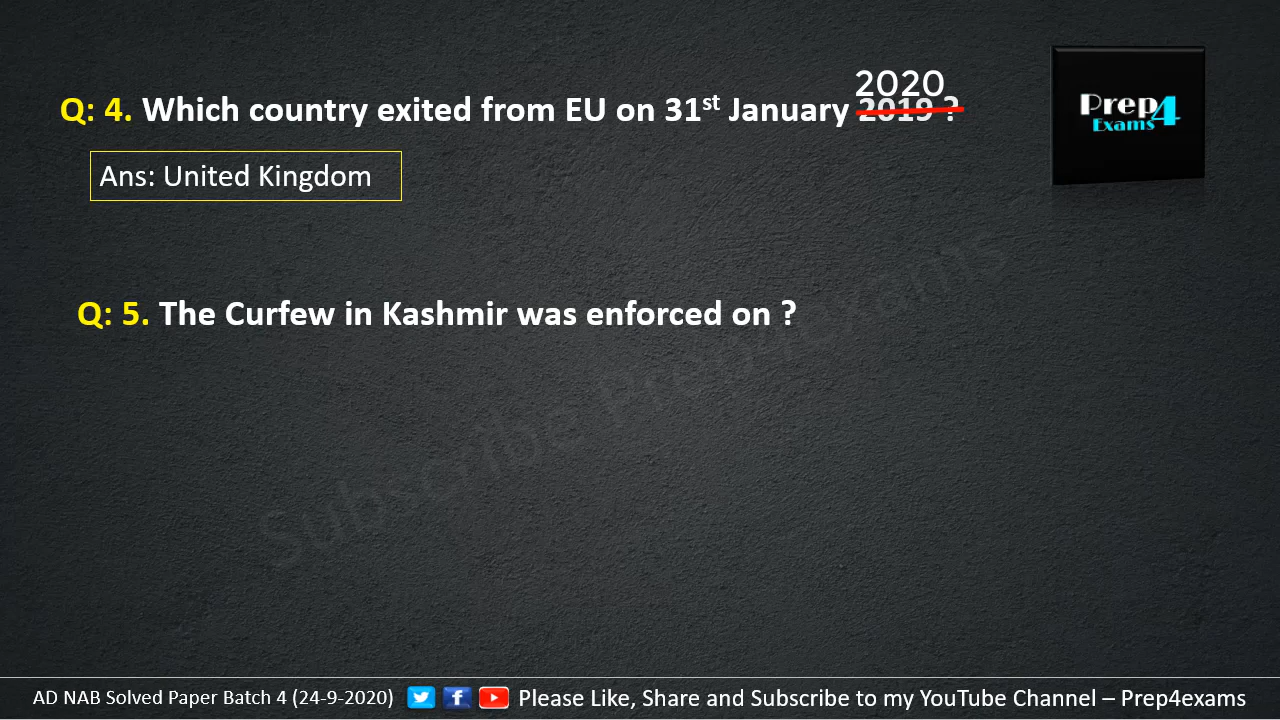 2020
Q: 4. Which country exited from EU on 31st January 2019 ?
Prep4
Exams
Ans: United Kingdom
Q: 5. The Curfew in Kashmir was enforced on ?
Subscribe Prep4exams
AD NAB Solved Paper Batch 4 (24-9-2020) Please Like, Share and Subscribe to my YouTube Channel – Prep4exams